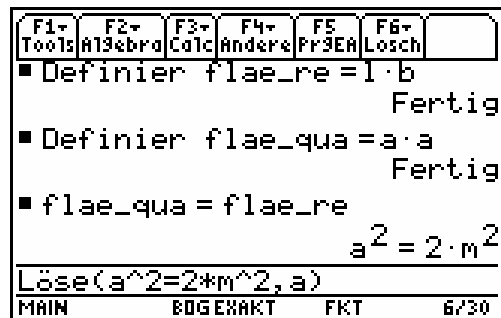 F1▾ F2▾ F3▾ F4▾ F5 F6▾
Tools Algebra Calc Andere PrgEA Lösch
▪ Definier flae_re = l·b
Fertig
▪ Definier flae_qua = a·a
Fertig
▪ flae_qua = flae_re
a² = 2·m²
Löse(a^2=2*m^2,a)
MAIN BOG EXAKT FKT 6/30